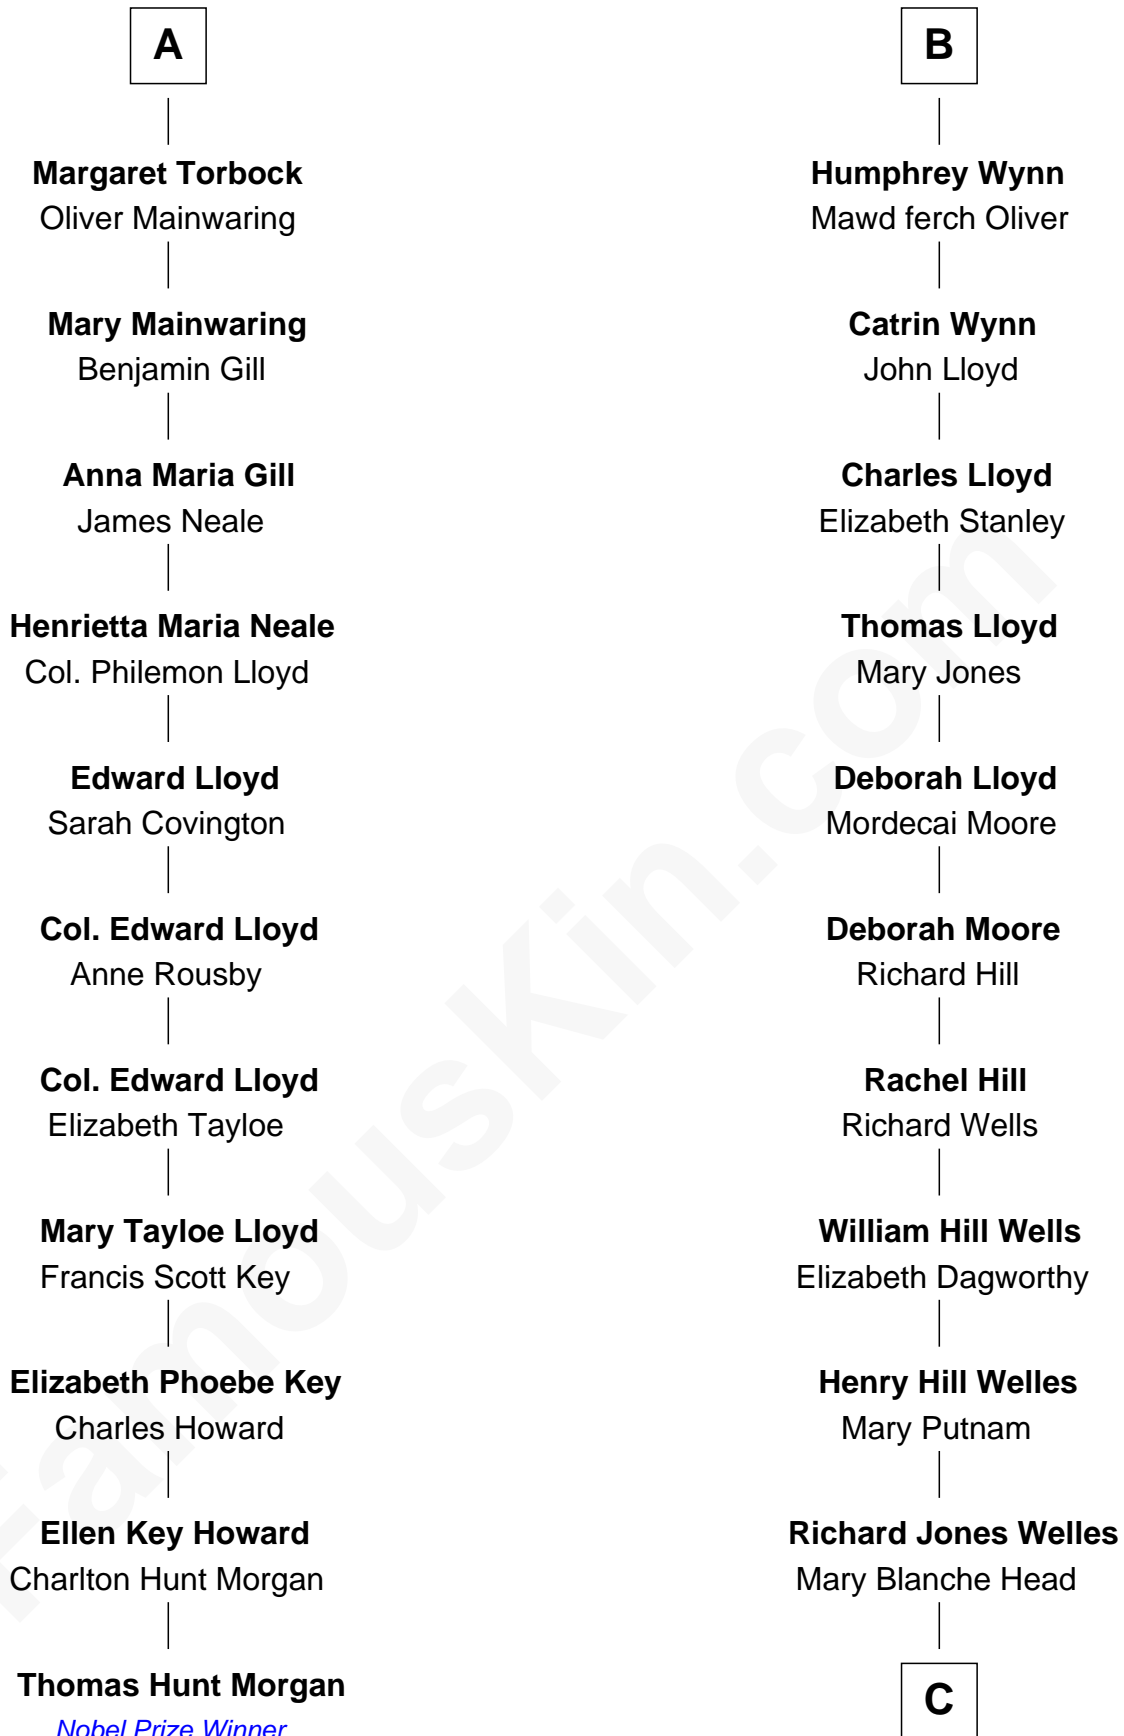 A
Margaret Torbock
Oliver Mainwaring
Mary Mainwaring
Benjamin Gill
Anna Maria Gill
James Neale
Henrietta Maria Neale
Col. Philemon Lloyd
Edward Lloyd
Sarah Covington
Col. Edward Lloyd
Anne Rousby
Col. Edward Lloyd
Elizabeth Tayloe
Mary Tayloe Lloyd
Francis Scott Key
Elizabeth Phoebe Key
Charles Howard
Ellen Key Howard
Charlton Hunt Morgan
Thomas Hunt Morgan
Nobel Prize Winner
B
Humphrey Wynn
Mawd ferch Oliver
Catrin Wynn
John Lloyd
Charles Lloyd
Elizabeth Stanley
Thomas Lloyd
Mary Jones
Deborah Lloyd
Mordecai Moore
Deborah Moore
Richard Hill
Rachel Hill
Richard Wells
William Hill Wells
Elizabeth Dagworthy
Henry Hill Welles
Mary Putnam
Richard Jones Welles
Mary Blanche Head
C
FamousKin.com